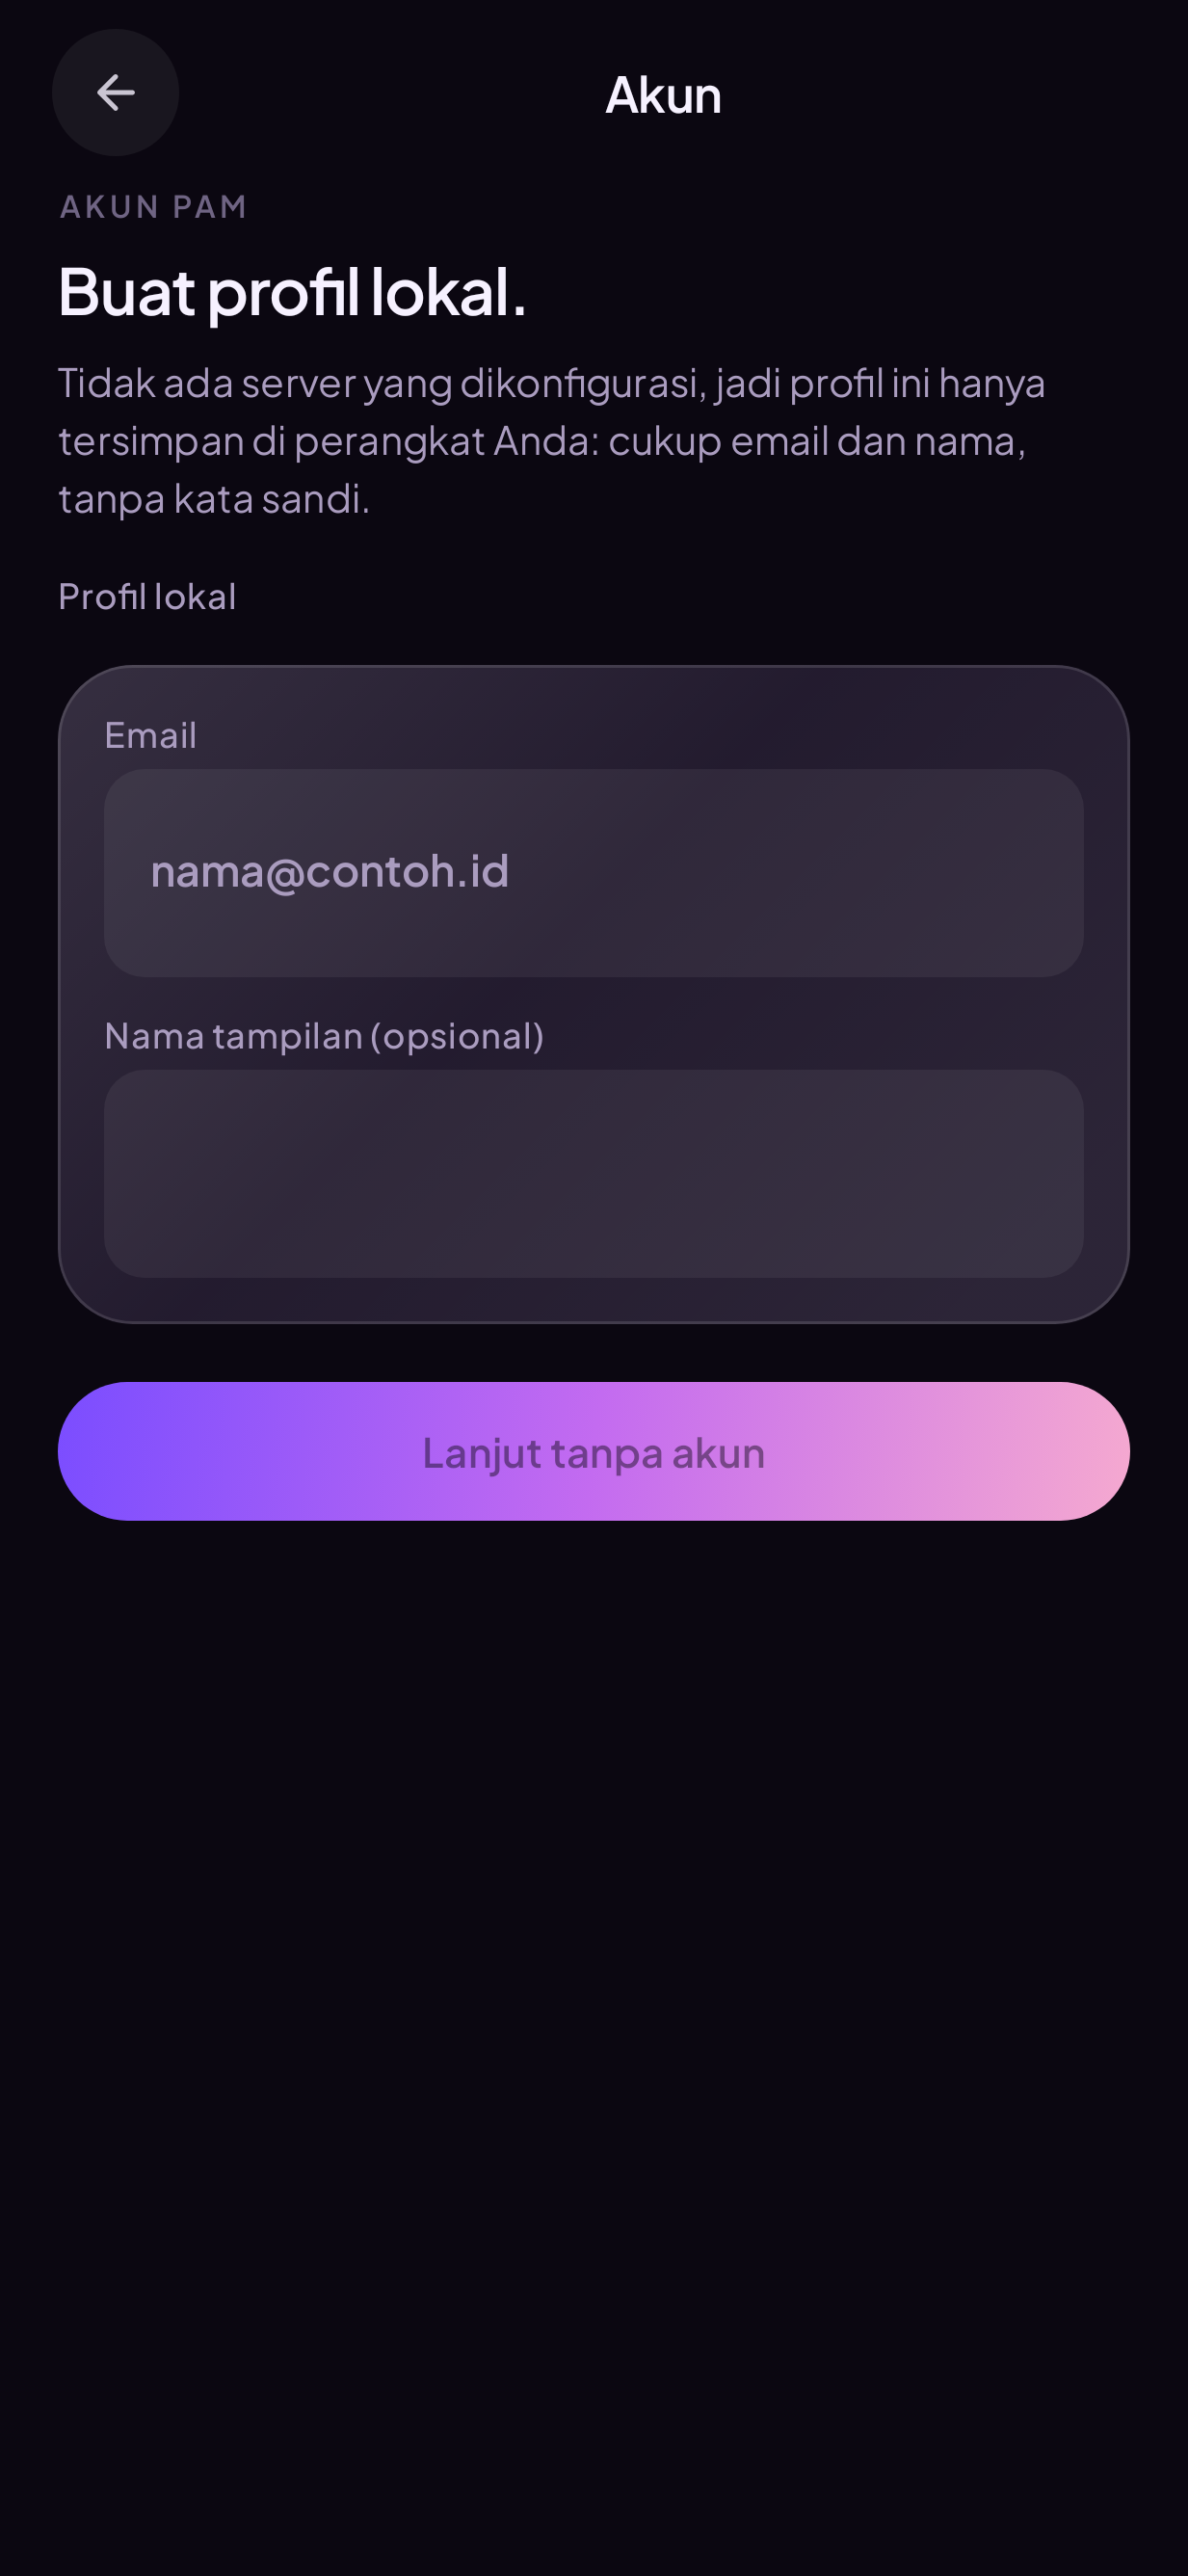 Akun
AKUN PAM
Buat profil lokal.
Tidak ada server yang dikonfigurasi, jadi profil ini hanya
tersimpan di perangkat Anda: cukup email dan nama,
tanpa kata sandi.
Profil lokal
Email
nama@contoh.id
Nama tampilan (opsional)
Lanjut tanpa akun